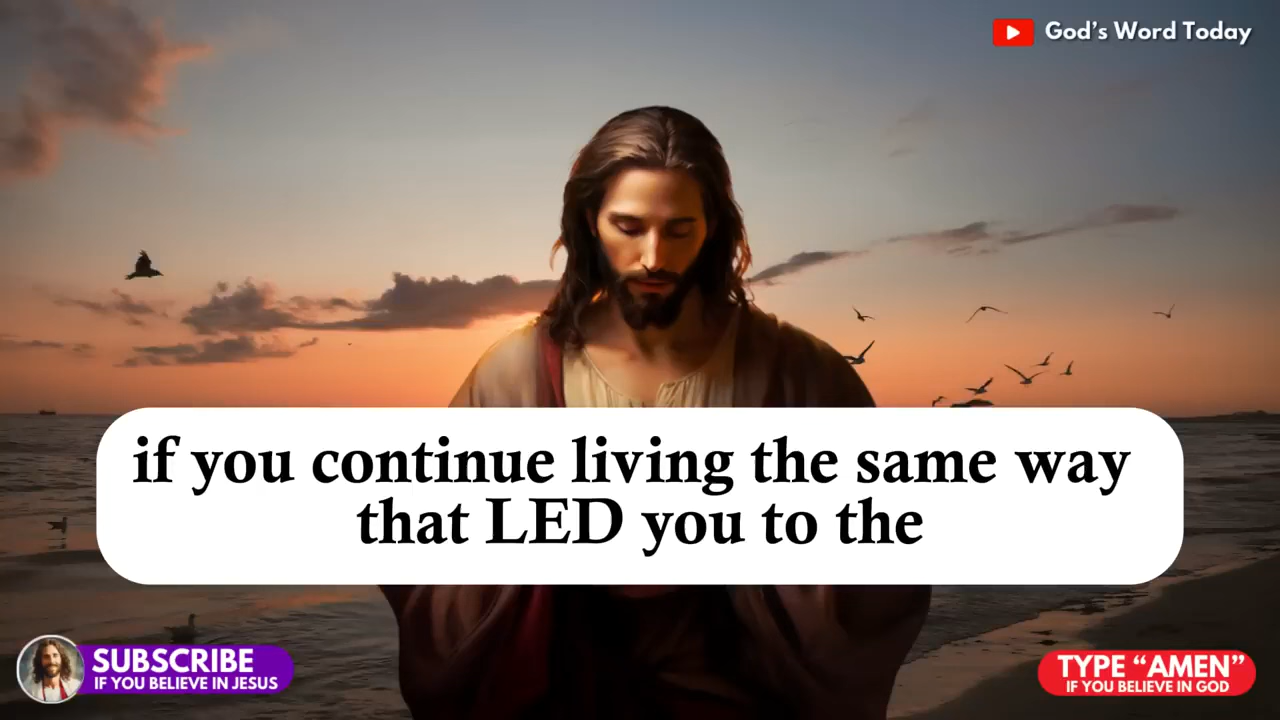 God's Word Today
if you continue living the same way
that LED you to the
SUBSCRIBE
IF YOU BELIEVE IN JESUS
TYPE “AMEN”
IF YOU BELIEVE IN GOD